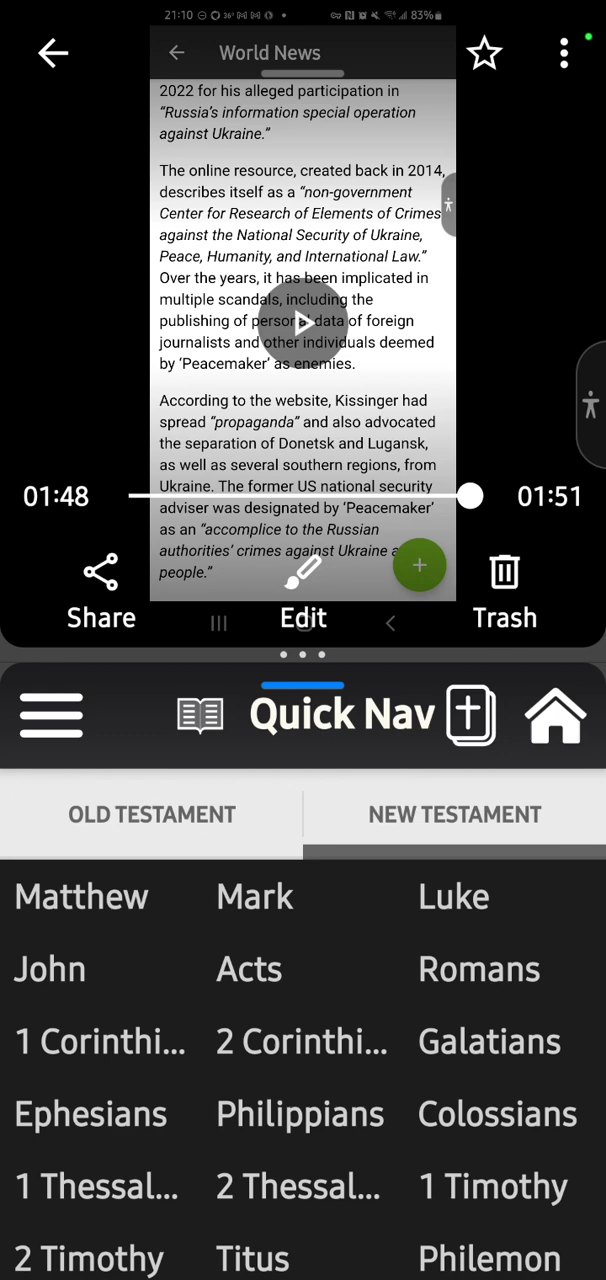 21:10 36° 83%
World News
2022 for his alleged participation in
“Russia’s information special operation
against Ukraine.”
The online resource, created back in 2014,
describes itself as a “non-government
Center for Research of Elements of Crimes
against the National Security of Ukraine,
Peace, Humanity, and International Law.”
Over the years, it has been implicated in
multiple scandals, including the
publishing of personal data of foreign
journalists and other individuals deemed
by ‘Peacemaker’ as enemies.
According to the website, Kissinger had
spread “propaganda” and also advocated
the separation of Donetsk and Lugansk,
as well as several southern regions, from
01:48 01:51
Ukraine. The former US national security
adviser was designated by ‘Peacemaker’
as an “accomplice to the Russian
authorities’ crimes against Ukraine
people.”
Share Edit Trash
Quick Nav
OLD TESTAMENT NEW TESTAMENT
Matthew Mark Luke
John Acts Romans
1 Corinthi... 2 Corinthi... Galatians
Ephesians Philippians Colossians
1 Thessal... 2 Thessal... 1 Timothy
2 Timothy Titus Philemon